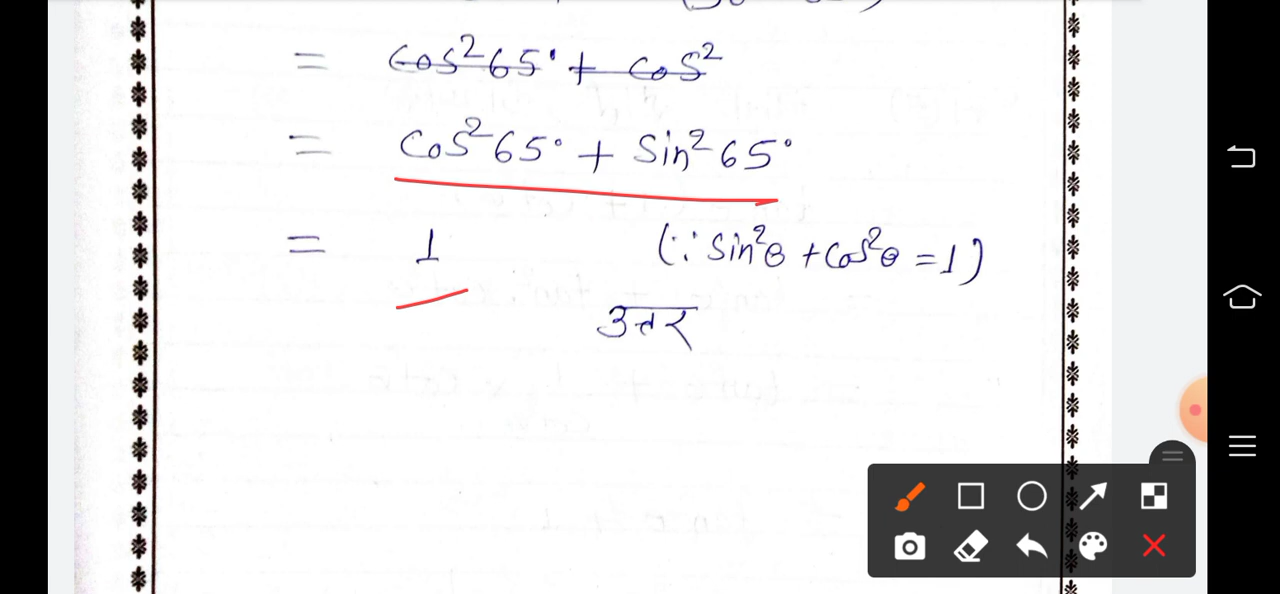 = cos²65° + cos²
= cos²65° + sin²65°
= 1 (∵ sin²θ + cos²θ = 1)
उत्तर